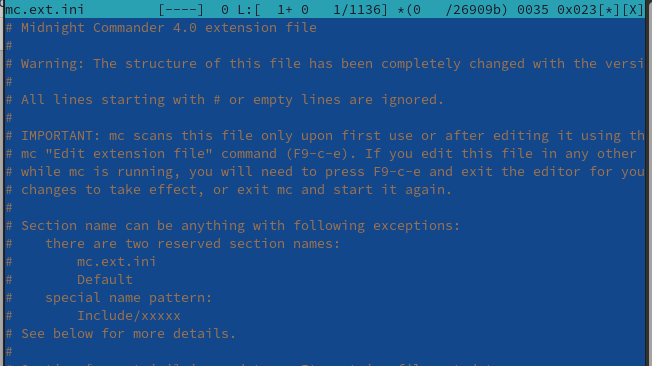 mc.ext.ini [----] 0 L:[ 1+ 0 1/1136] *(0 /26909b) 0035 0x023[*][X]
# Midnight Commander 4.0 extension file
#
# Warning: The structure of this file has been completely changed with the versi
#
# All lines starting with # or empty lines are ignored.
#
# IMPORTANT: mc scans this file only upon first use or after editing it using th
# mc "Edit extension file" command (F9-c-e). If you edit this file in any other
# while mc is running, you will need to press F9-c-e and exit the editor for you
# changes to take effect, or exit mc and start it again.
#
# Section name can be anything with following exceptions:
#    there are two reserved section names:
#        mc.ext.ini
#        Default
#    special name pattern:
#        Include/xxxxx
# See below for more details.
#